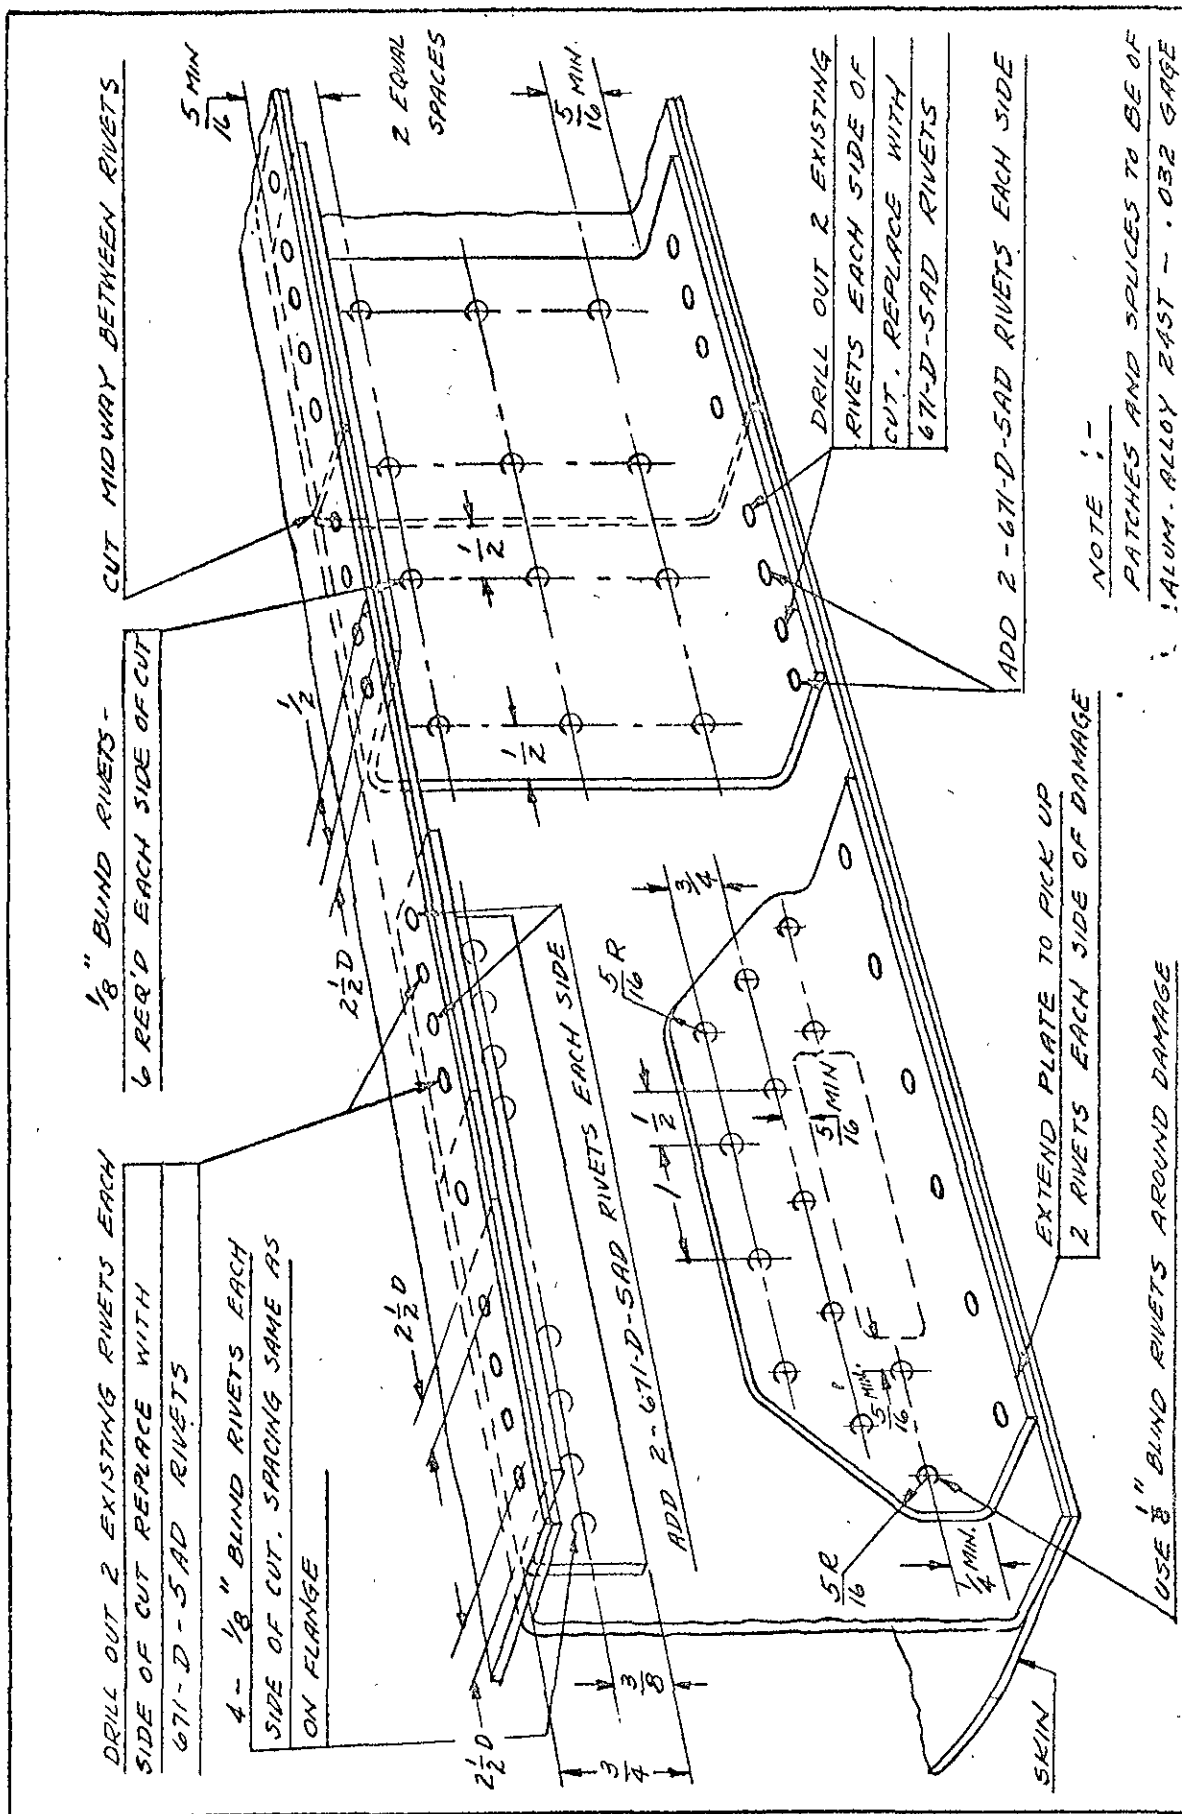 DRILL OUT 2 EXISTING RIVETS EACH
SIDE OF CUT REPLACE WITH
671-D-5AD RIVETS
4 - 1/8" BLIND RIVETS EACH
SIDE OF CUT. SPACING SAME AS
ON FLANGE
1/8" BLIND RIVETS -
6 REQ'D EACH SIDE OF CUT
CUT MIDWAY BETWEEN RIVETS
5/16 MIN
2 EQUAL
SPACES
5/16 MIN.
1/2
2 1/2 D
2 1/2 D
2 1/2 D
1/2
1/2
3/8
3/4
ADD 2-671-D-5AD RIVETS EACH SIDE
5/16 R
3/4
1
1/2
5/16 MIN
5/16 MIN.
5/16 R
1/4 MIN.
DRILL OUT 2 EXISTING
RIVETS EACH SIDE OF
CUT. REPLACE WITH
671-D-5AD RIVETS
ADD 2-671-D-5AD RIVETS EACH SIDE
EXTEND PLATE TO PICK UP
2 RIVETS EACH SIDE OF DAMAGE
SKIN
USE 1/8" BLIND RIVETS AROUND DAMAGE
NOTE :-
PATCHES AND SPLICES TO BE OF
ALUM. ALLOY 24ST - .032 GAGE